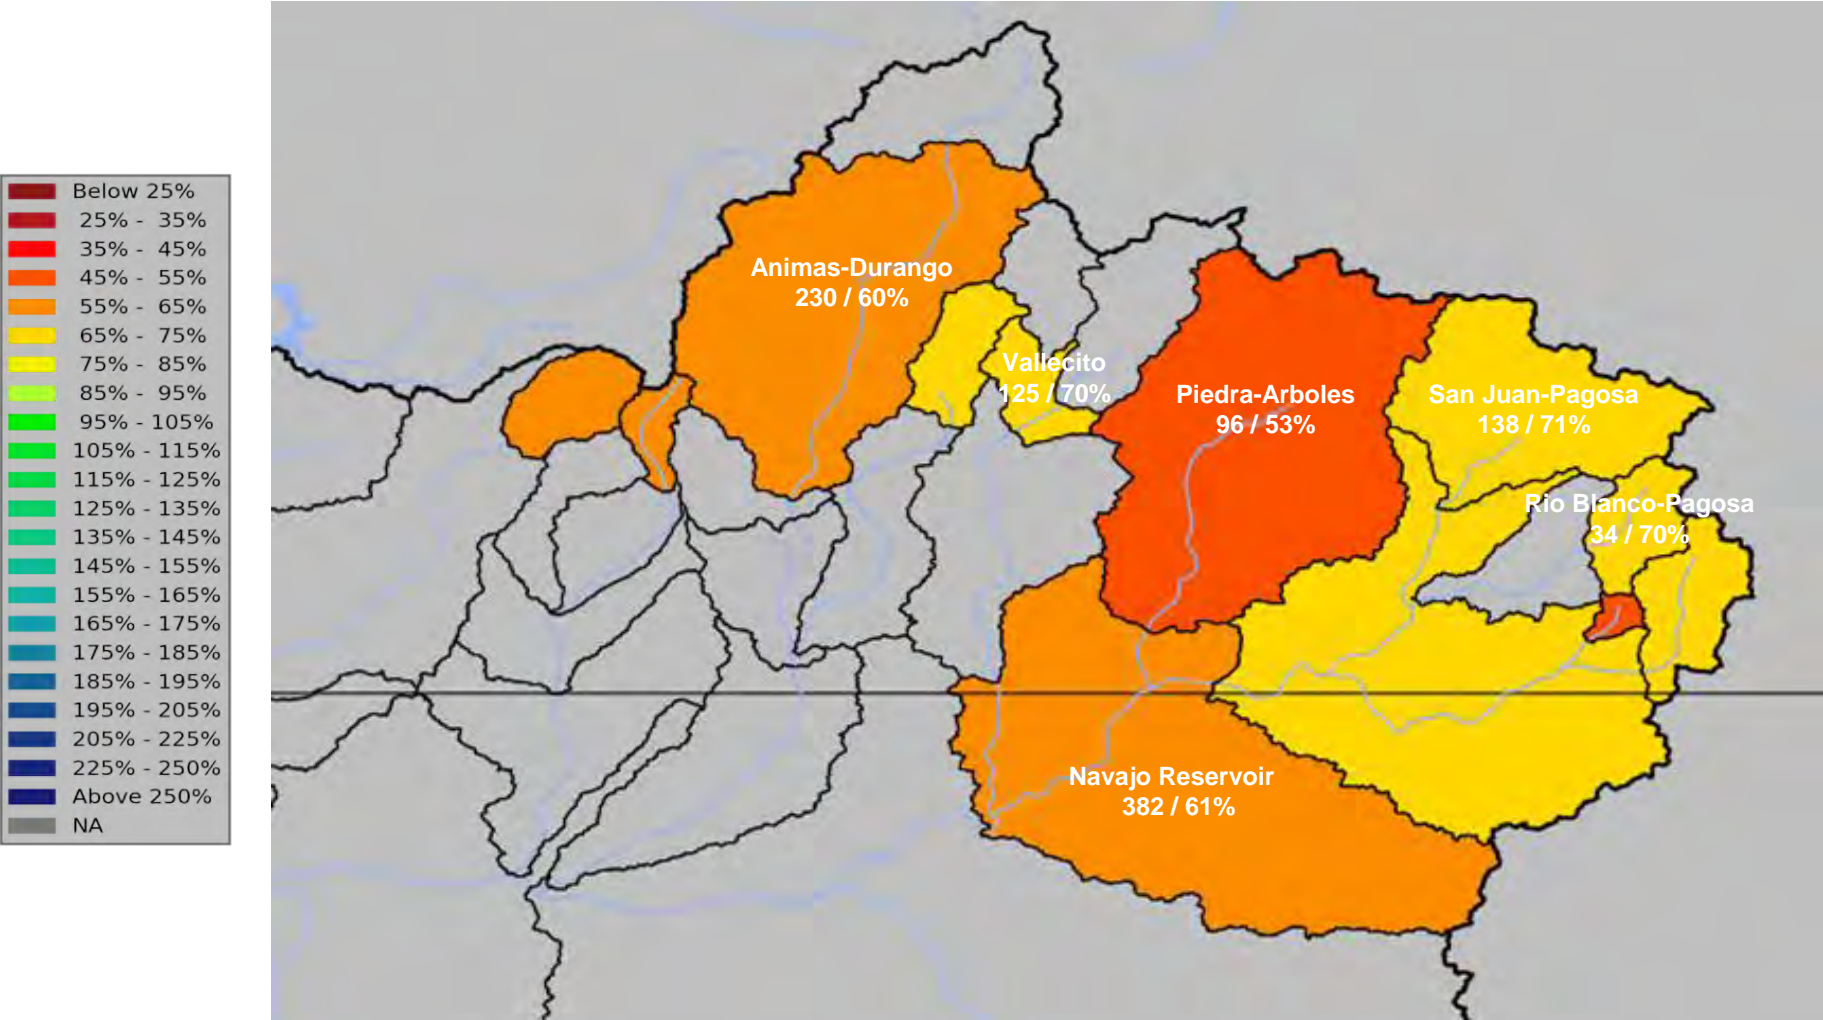 Below 25%
25% - 35%
35% - 45%
45% - 55%
55% - 65%
65% - 75%
75% - 85%
85% - 95%
95% - 105%
105% - 115%
115% - 125%
125% - 135%
135% - 145%
145% - 155%
155% - 165%
165% - 175%
175% - 185%
185% - 195%
195% - 205%
205% - 225%
225% - 250%
Above 250%
NA
Animas-Durango
230 / 60%
Vallecito
125 / 70%
Piedra-Arboles
96 / 53%
San Juan-Pagosa
138 / 71%
Rio Blanco-Pagosa
34 / 70%
Navajo Reservoir
382 / 61%